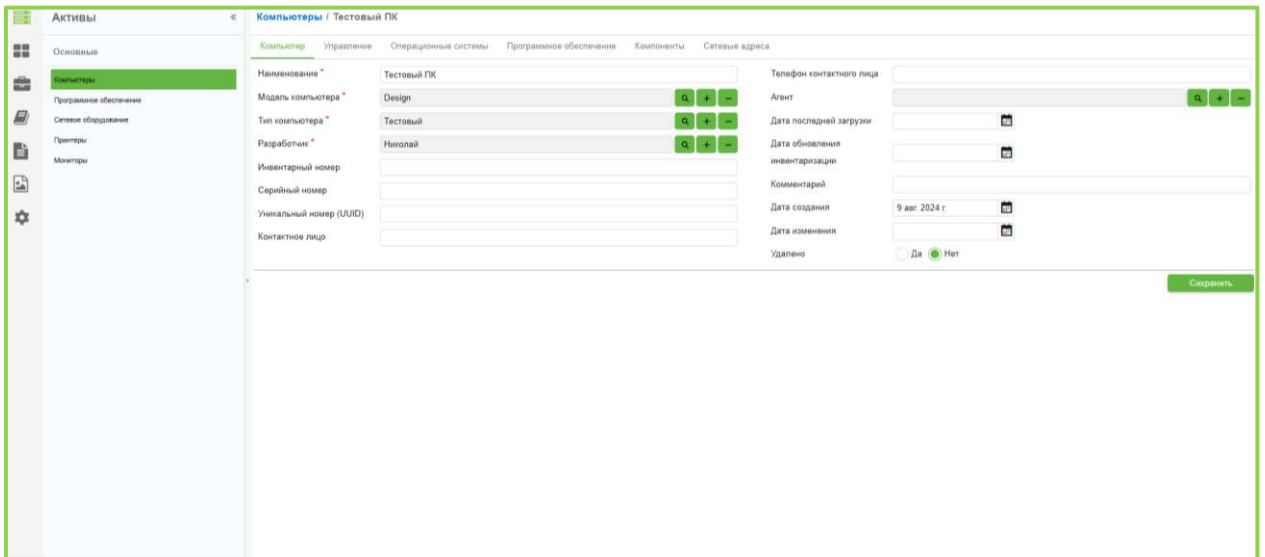 Активы
«
Компьютеры / Тестовый ПК
Основные
Компьютеры
Программное обеспечение
Сетевое оборудование
Принтеры
Мониторы
Компьютер Управление Операционные системы Программное обеспечение Компоненты Сетевые адреса
Наименование * Тестовый ПК
Модель компьютера * Design
Тип компьютера * Тестовый
Разработчик * Николай
Инвентарный номер
Серийный номер
Уникальный номер (UUID)
Контактное лицо
Телефон контактного лица
Агент
Дата последней загрузки
Дата обновления
инвентаризации
Комментарий
Дата создания 9 авг. 2024 г.
Дата изменения
Удалено Да Нет
Сохранить